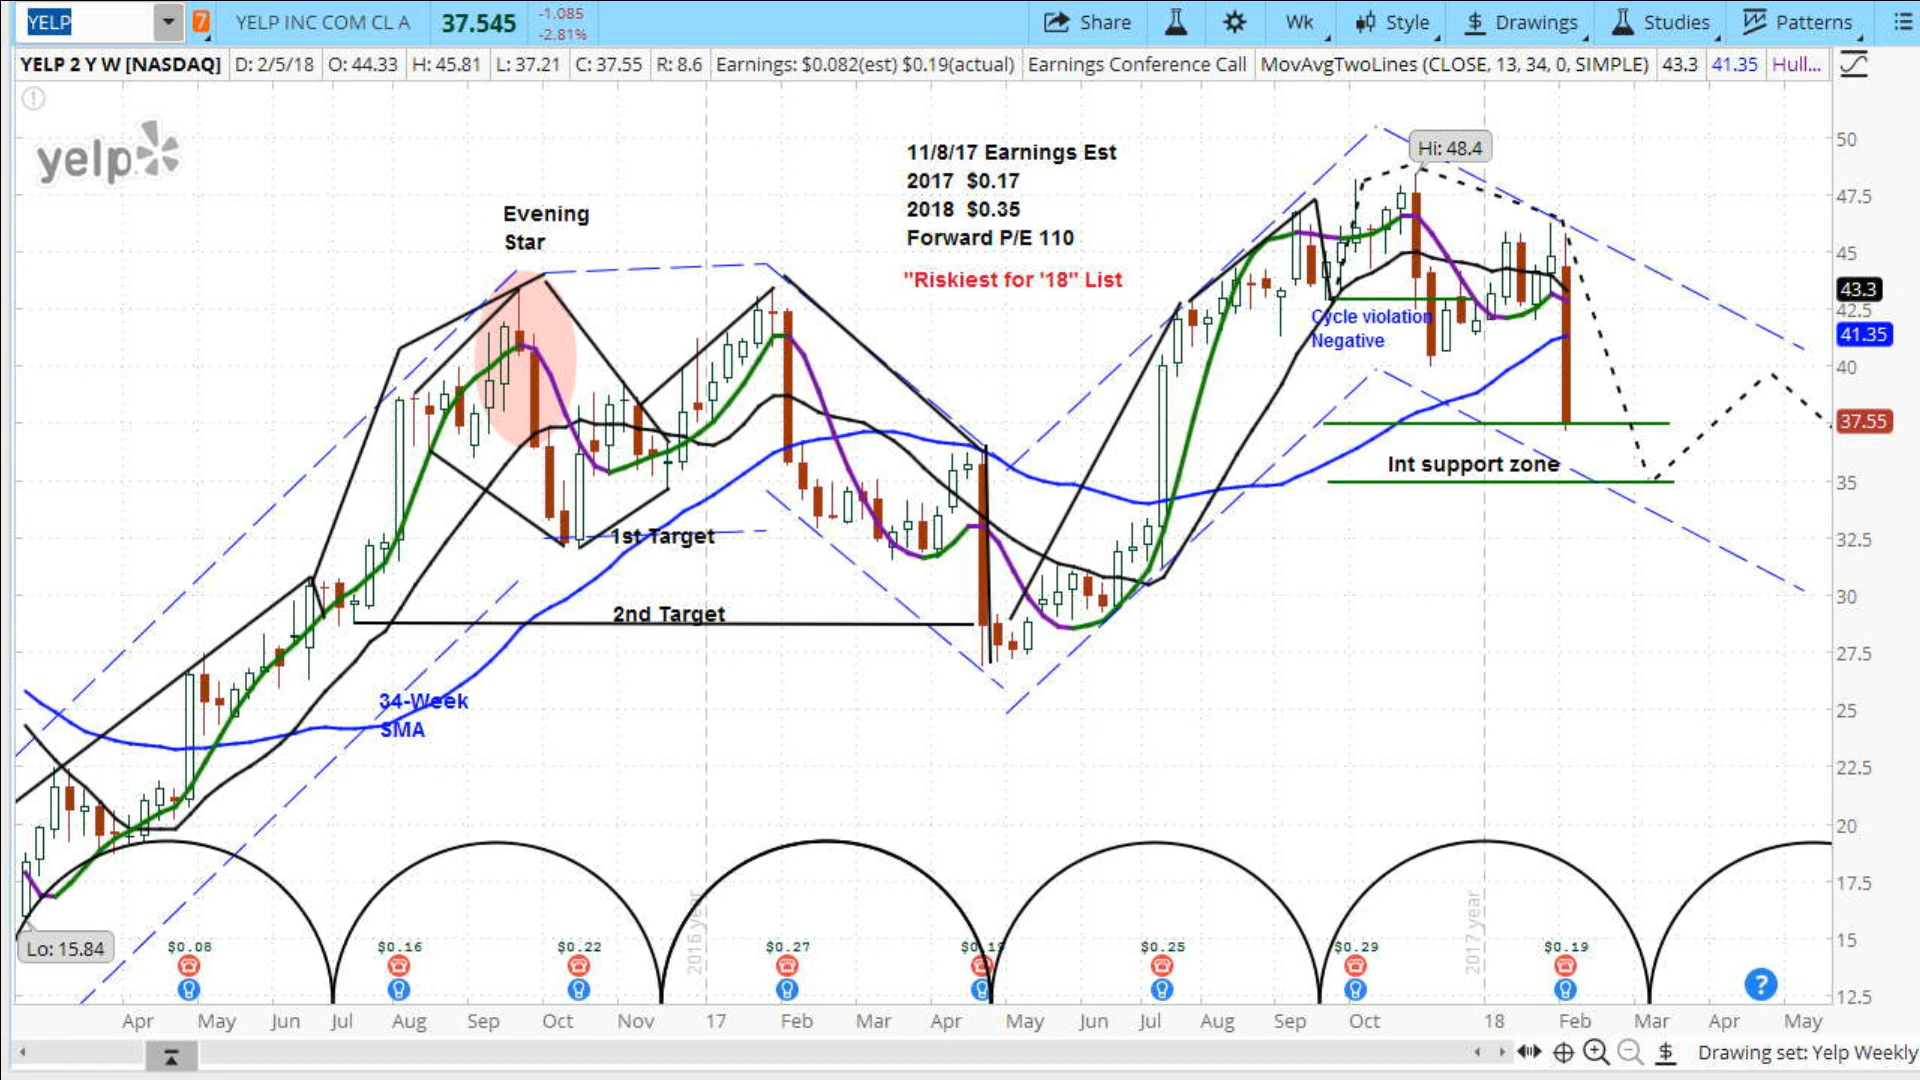 YELP
7
YELP INC COM CL A
37.545
-1.085
-2.81%
Share
Wk
Style
$ Drawings
Studies
Patterns
YELP 2 Y W [NASDAQ] D: 2/5/18 O: 44.33 H: 45.81 L: 37.21 C: 37.55 R: 8.6 Earnings: $0.082(est) $0.19(actual) Earnings Conference Call MovAvgTwoLines (CLOSE, 13, 34, 0, SIMPLE) 43.3 41.35 Hull...
yelp
Evening
Star
11/8/17 Earnings Est
2017 $0.17
2018 $0.35
Forward P/E 110
"Riskiest for '18" List
Hi: 48.4
Cycle violation
Negative
Int support zone
1st Target
2nd Target
34-Week
SMA
Lo: 15.84
50
47.5
45
43.3
42.5
41.35
40
37.55
35
32.5
30
27.5
25
22.5
20
17.5
15
12.5
2016 year
2017 year
$0.08
$0.16
$0.22
$0.27
$0.19
$0.25
$0.29
$0.19
?
Apr May Jun Jul Aug Sep Oct Nov 17 Feb Mar Apr May Jun Jul Aug Sep Oct 18 Feb Mar Apr May
$ Drawing set: Yelp Weekly